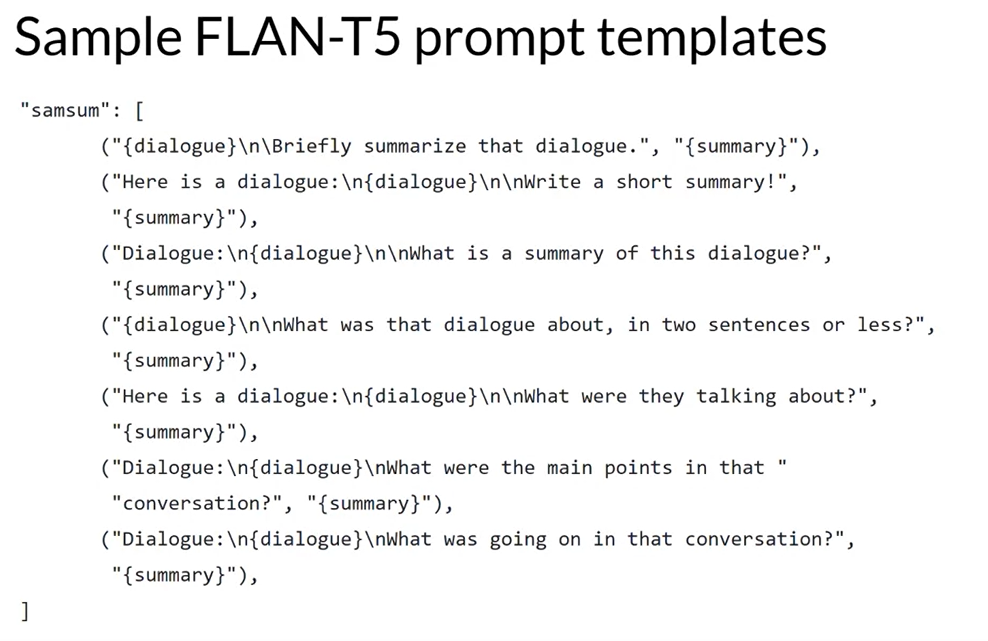 Sample FLAN-T5 prompt templates
"samsum": [
("{dialogue}\n\Briefly summarize that dialogue.", "{summary}"),
("Here is a dialogue:\n{dialogue}\n\nWrite a short summary!",
"{summary}"),
("Dialogue:\n{dialogue}\n\nWhat is a summary of this dialogue?",
"{summary}"),
("{dialogue}\n\nWhat was that dialogue about, in two sentences or less?",
"{summary}"),
("Here is a dialogue:\n{dialogue}\n\nWhat were they talking about?",
"{summary}"),
("Dialogue:\n{dialogue}\nWhat were the main points in that "
"conversation?", "{summary}"),
("Dialogue:\n{dialogue}\nWhat was going on in that conversation?",
"{summary}"),
]